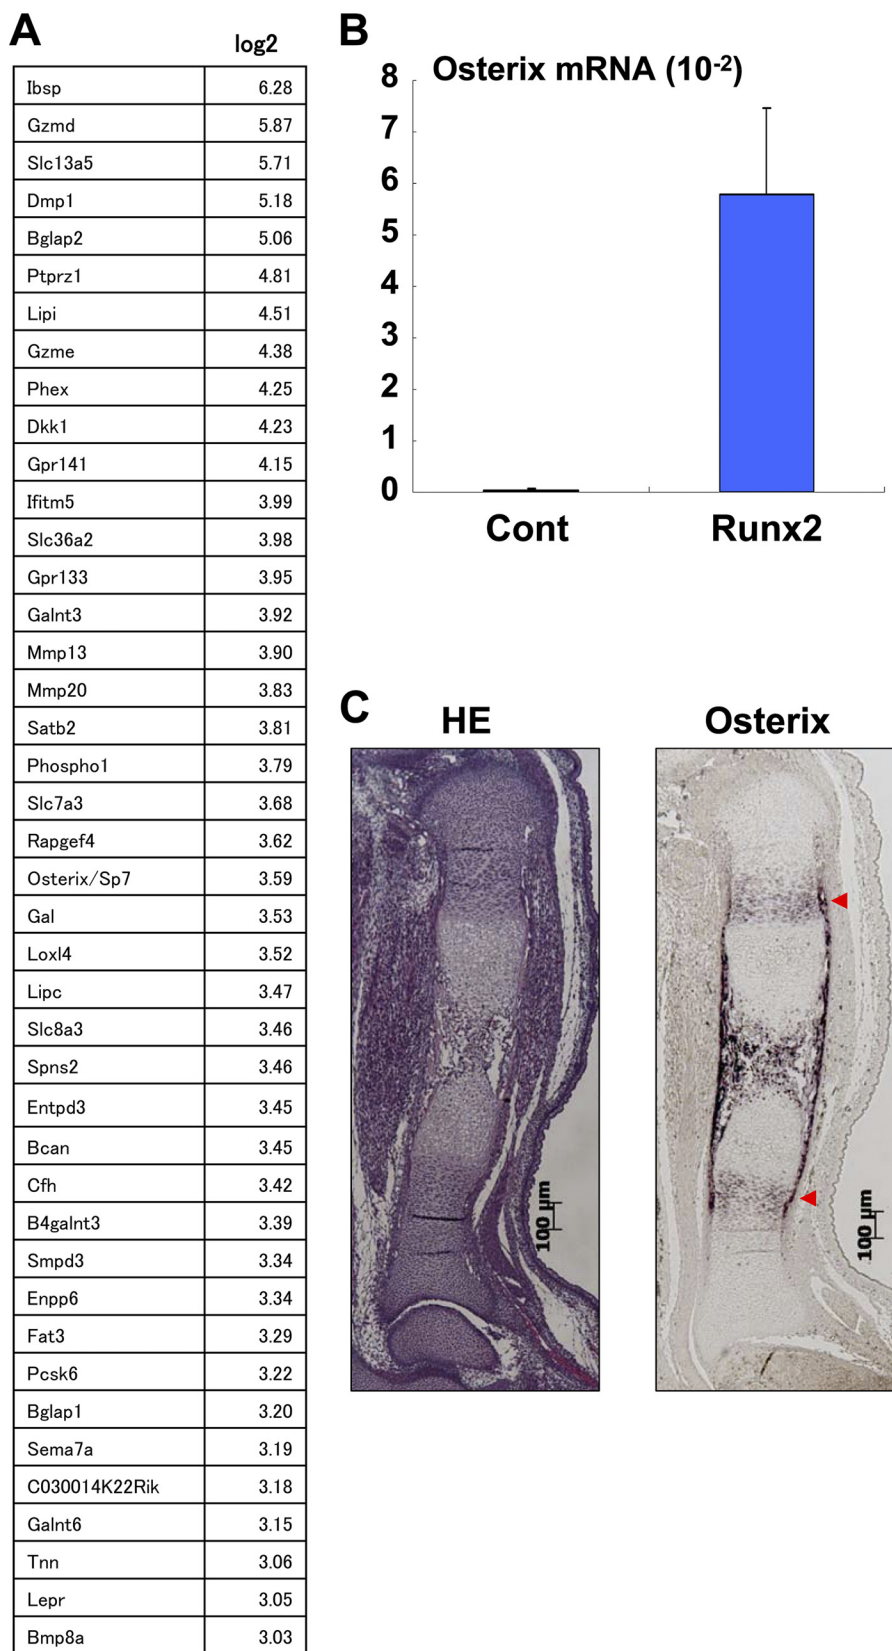 A
log2
Ibsp 6.28
Gzmd 5.87
Slc13a5 5.71
Dmp1 5.18
Bglap2 5.06
Ptprz1 4.81
Lipi 4.51
Gzme 4.38
Phex 4.25
Dkk1 4.23
Gpr141 4.15
Ifitm5 3.99
Slc36a2 3.98
Gpr133 3.95
Galnt3 3.92
Mmp13 3.90
Mmp20 3.83
Satb2 3.81
Phospho1 3.79
Slc7a3 3.68
Rapgef4 3.62
Osterix/Sp7 3.59
Gal 3.53
Loxl4 3.52
Lipc 3.47
Slc8a3 3.46
Spns2 3.46
Entpd3 3.45
Bcan 3.45
Cfh 3.42
B4galnt3 3.39
Smpd3 3.34
Enpp6 3.34
Fat3 3.29
Pcsk6 3.22
Bglap1 3.20
Sema7a 3.19
C030014K22Rik 3.18
Galnt6 3.15
Tnn 3.06
Lepr 3.05
Bmp8a 3.03
B
Osterix mRNA (10⁻²)
8
7
6
5
4
3
2
1
0
Cont Runx2
C
HE Osterix
100 µm
100 µm